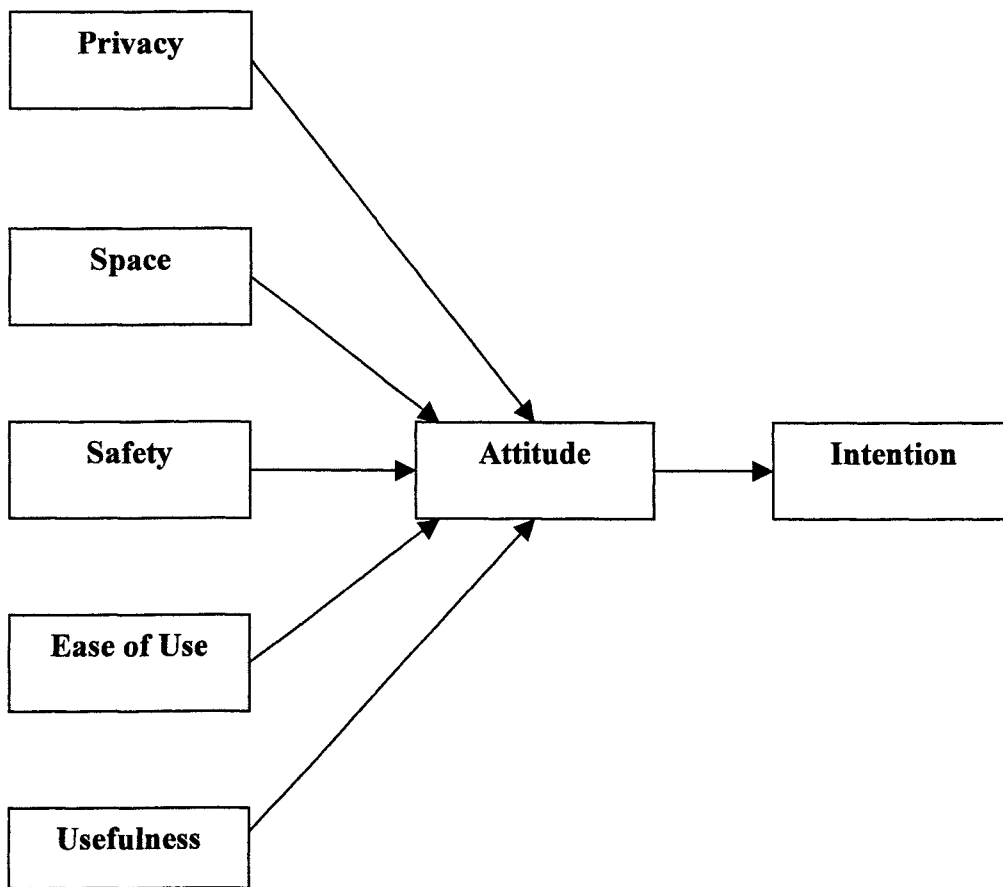 Privacy
Space
Safety
Attitude
Intention
Ease of Use
Usefulness